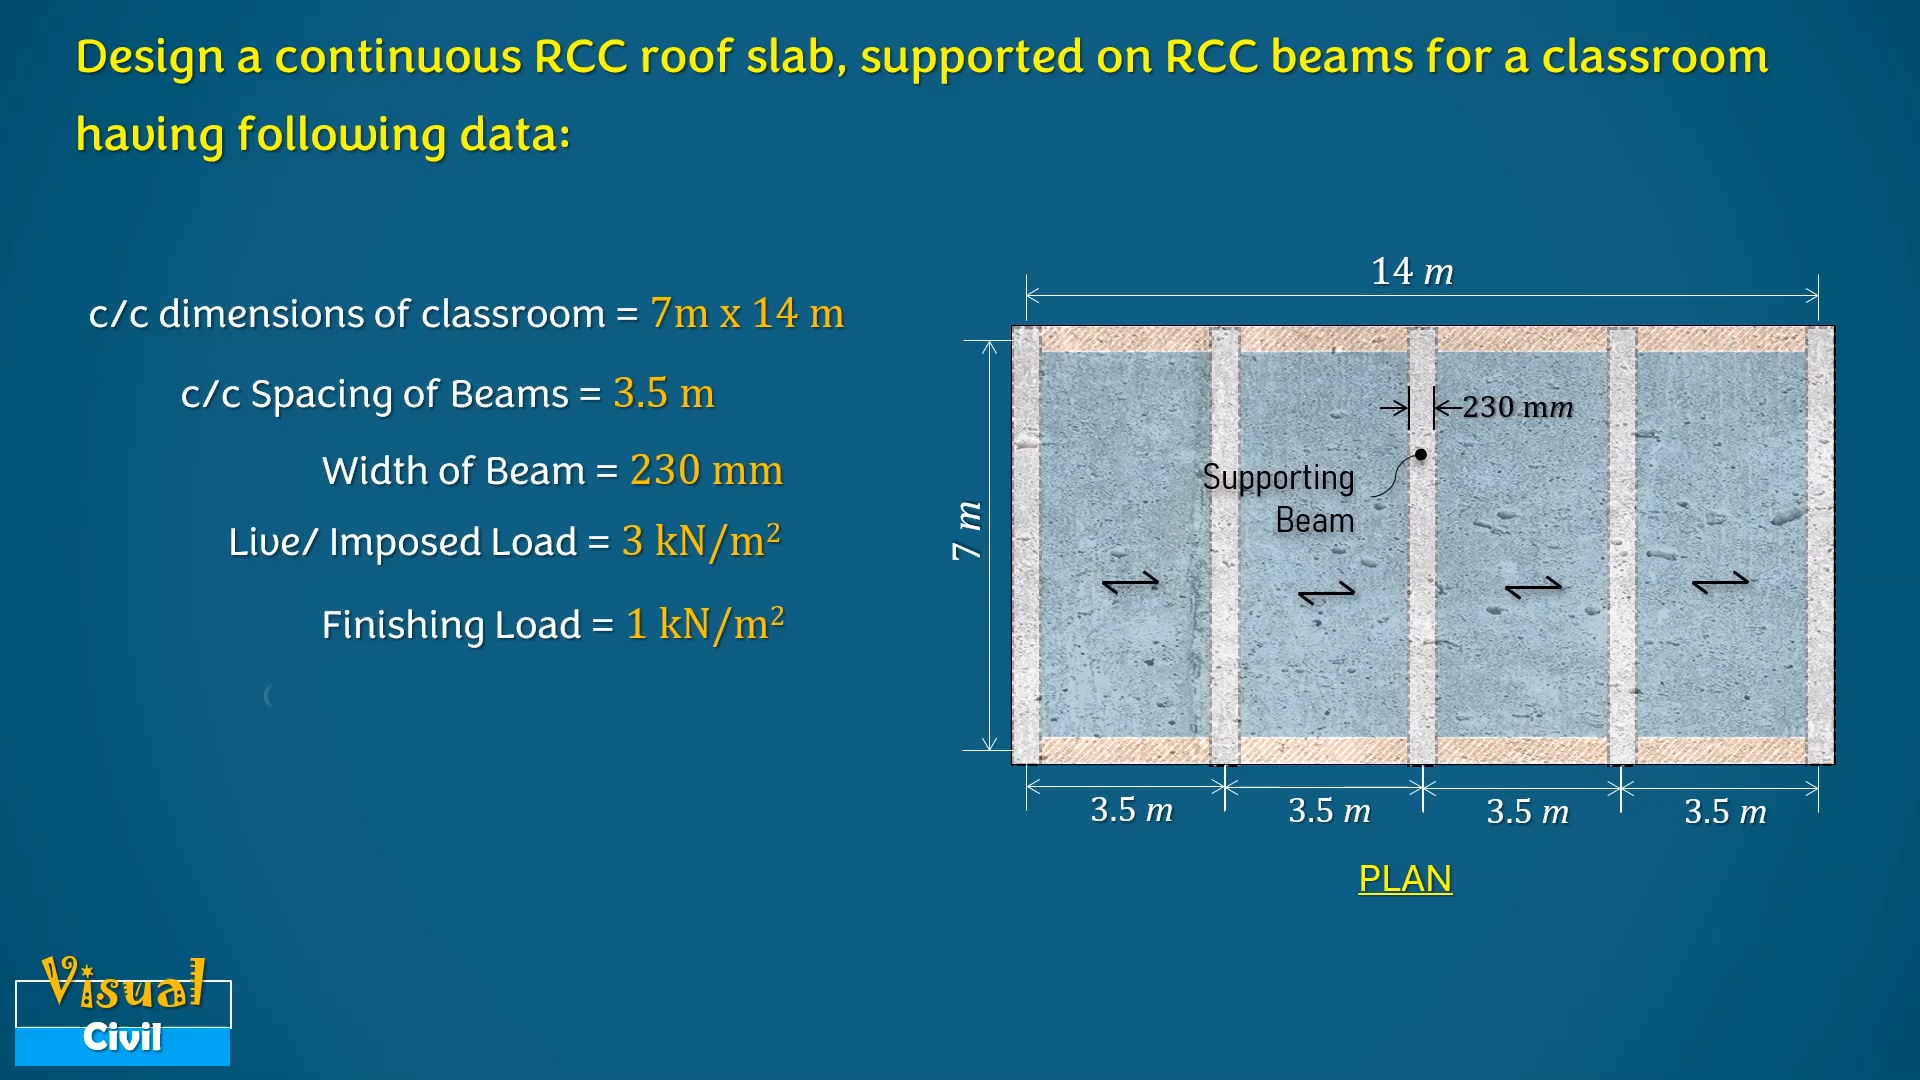 Design a continuous RCC roof slab, supported on RCC beams for a classroom
having following data:
c/c dimensions of classroom = 7m x 14 m
c/c Spacing of Beams = 3.5 m
Width of Beam = 230 mm
Live/ Imposed Load = 3 kN/m²
Finishing Load = 1 kN/m²
(
14 m
7 m
230 mm
Supporting
Beam
3.5 m
3.5 m
3.5 m
3.5 m
PLAN
Visual
Civil